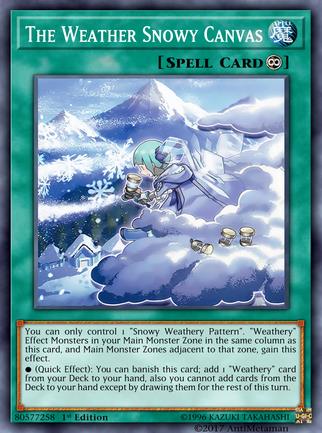 The Weather Snowy Canvas
[Spell Card]
You can only control 1 "Snowy Weathery Pattern". "Weathery"
Effect Monsters in your Main Monster Zone in the same column as
this card, and Main Monster Zones adjacent to that zone, gain this
effect.
● (Quick Effect): You can banish this card; add 1 "Weathery" card
from your Deck to your hand, also you cannot add cards from the
Deck to your hand except by drawing them for the rest of this turn.
80577258 1st Edition ©1996 KAZUKI TAKAHASHI
©2017 AntiMetaman